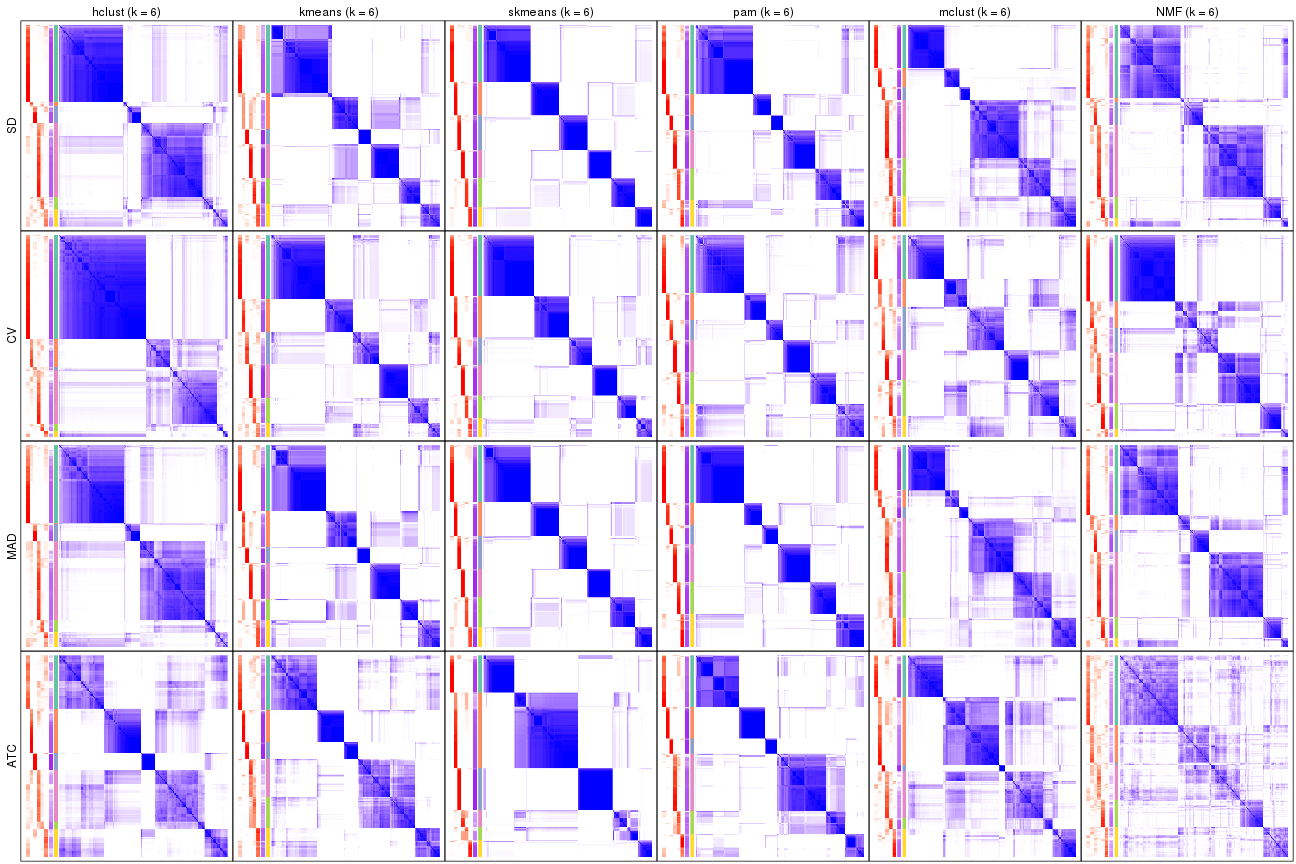 hclust (k = 6) kmeans (k = 6) skmeans (k = 6) pam (k = 6) mclust (k = 6) NMF (k = 6)
SD
CV
MAD
ATC